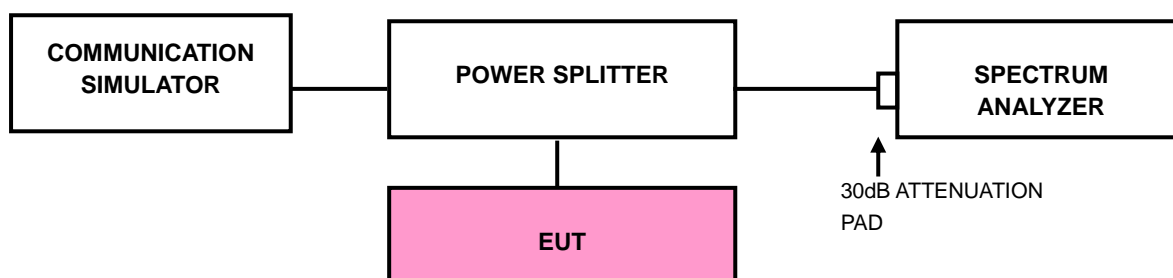 COMMUNICATION
SIMULATOR
POWER SPLITTER
SPECTRUM
ANALYZER
30dB ATTENUATION
PAD
EUT